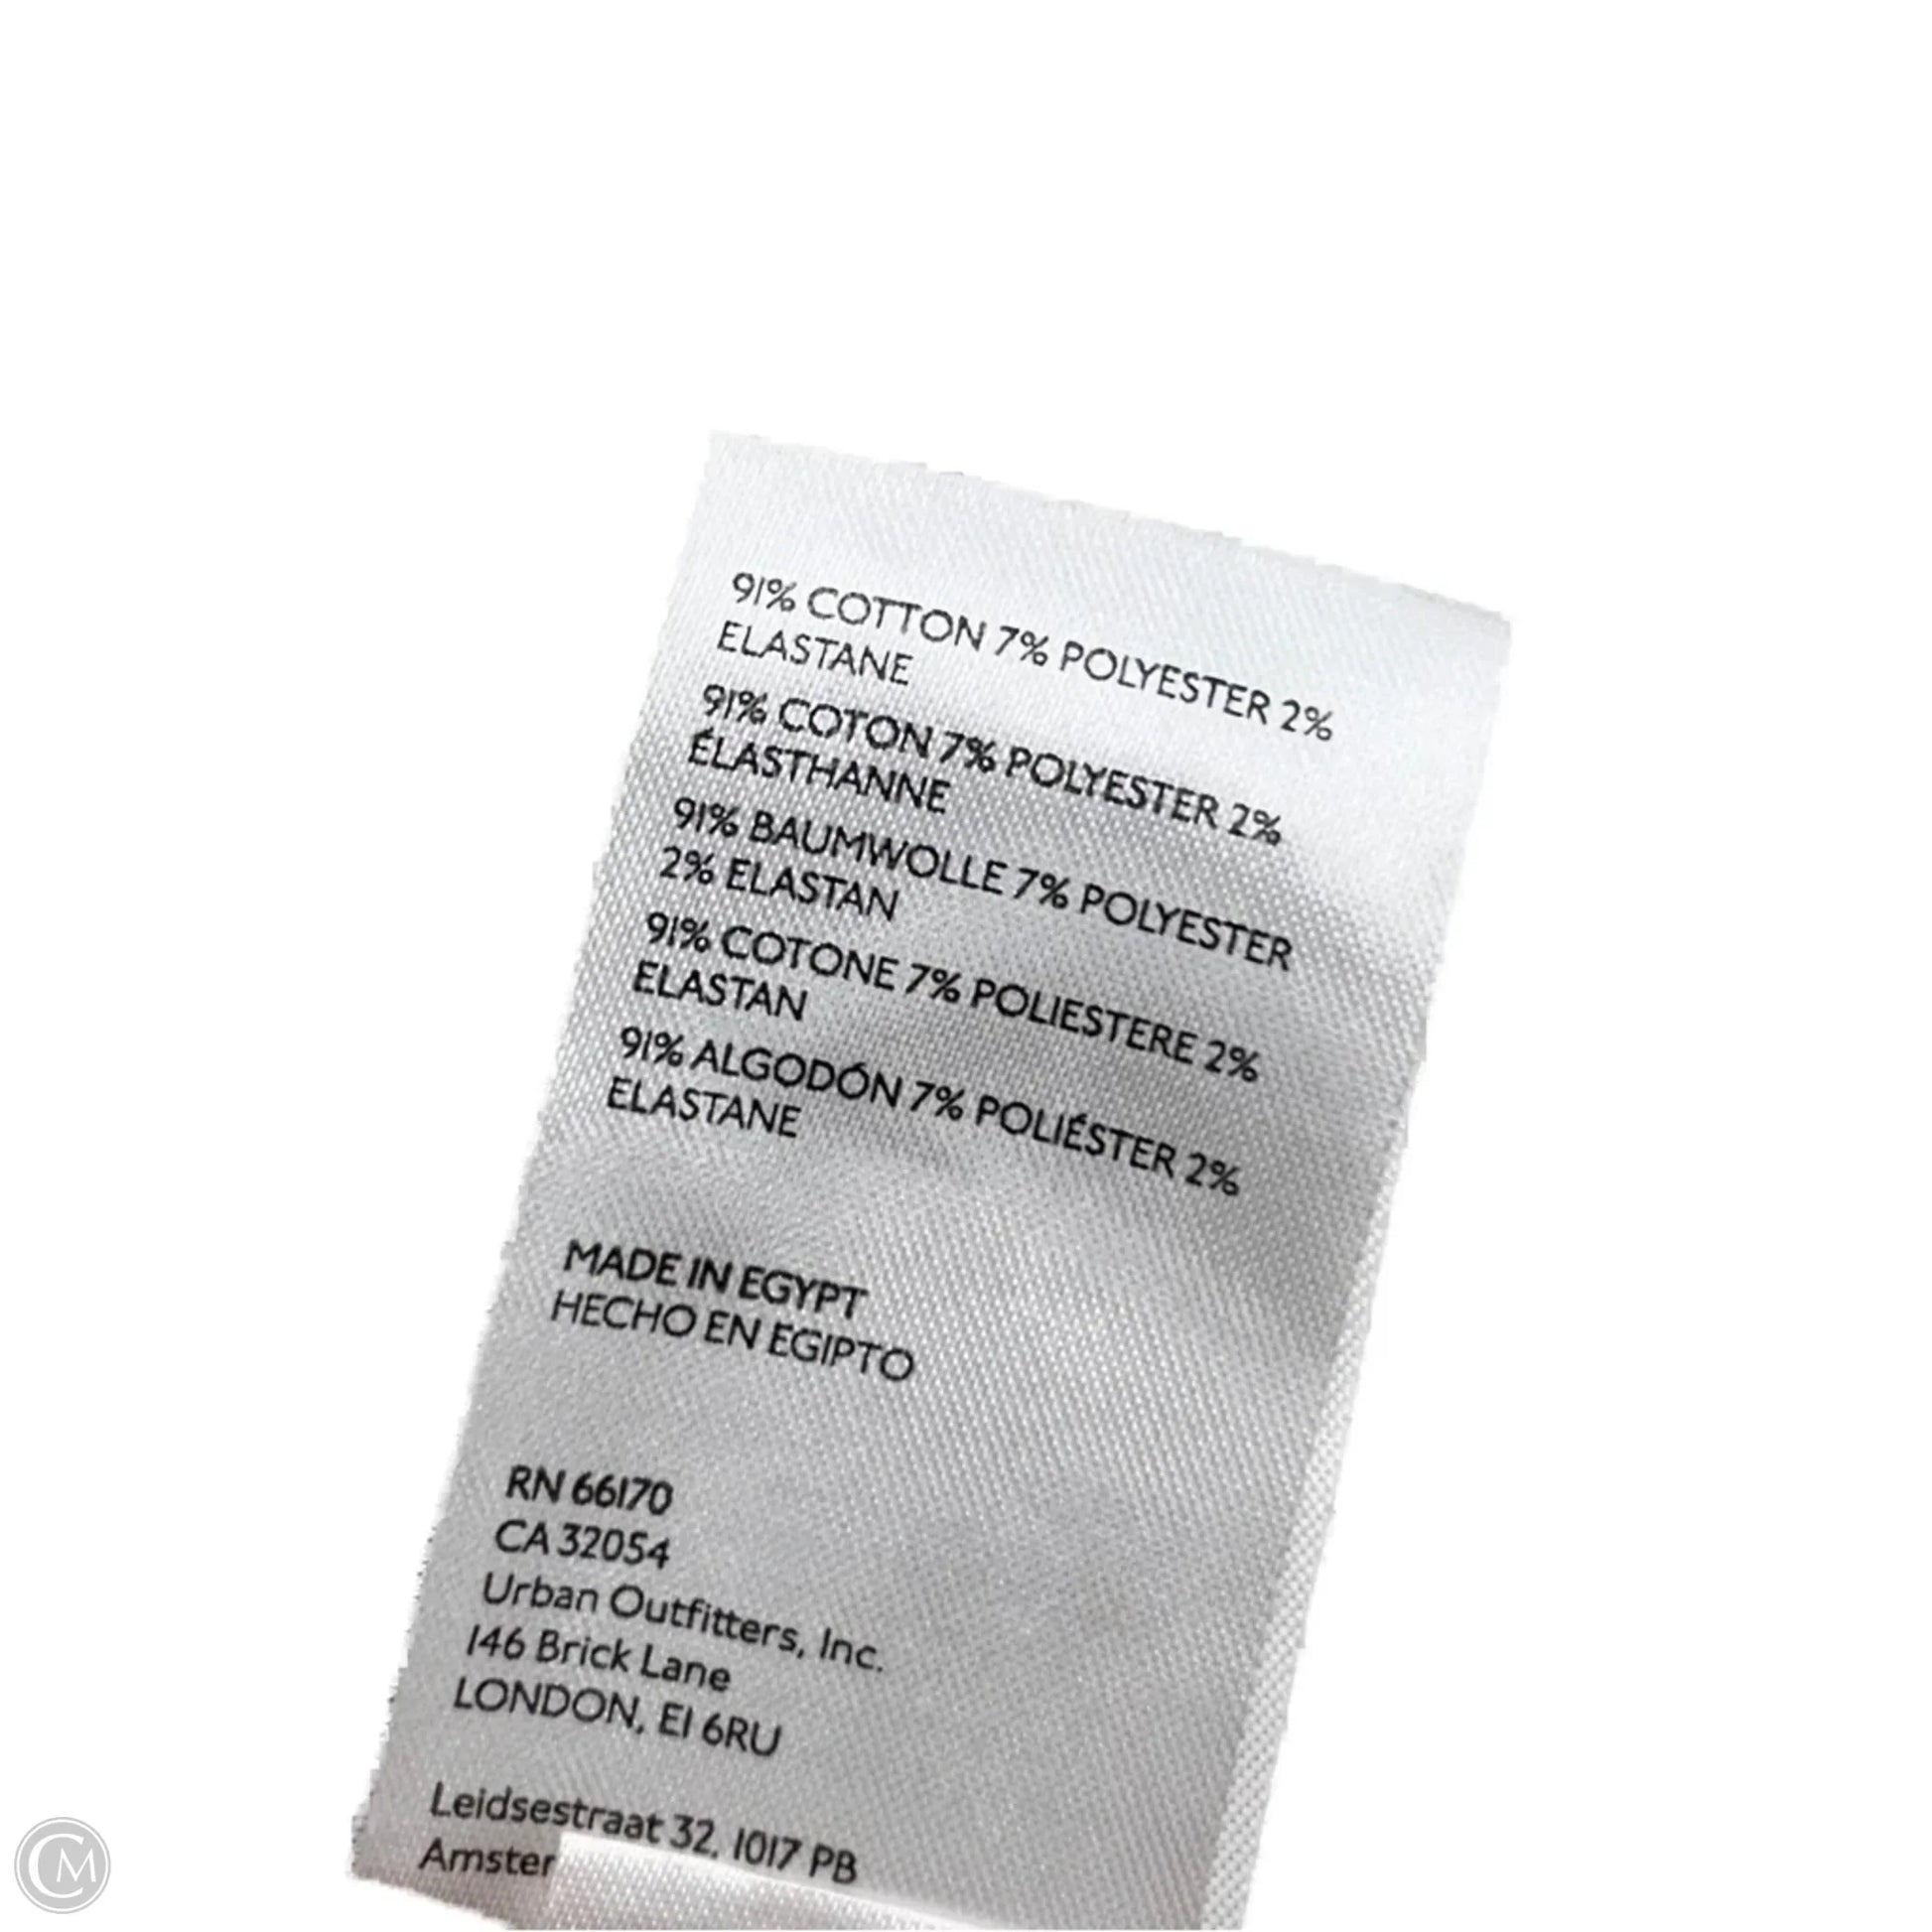 91% COTTON 7% POLYESTER 2%
ELASTANE
91% COTON 7% POLYESTER 2%
ÉLASTHANNE
91% BAUMWOLLE 7% POLYESTER
2% ELASTAN
91% COTONE 7% POLIESTERE 2%
ELASTAN
91% ALGODÓN 7% POLIÉSTER 2%
ELASTANE
MADE IN EGYPT
HECHO EN EGIPTO
RN 66170
CA 32054
Urban Outfitters, Inc.
146 Brick Lane
LONDON, E1 6RU
Leidsestraat 32, 1017 PB
Amster
CM